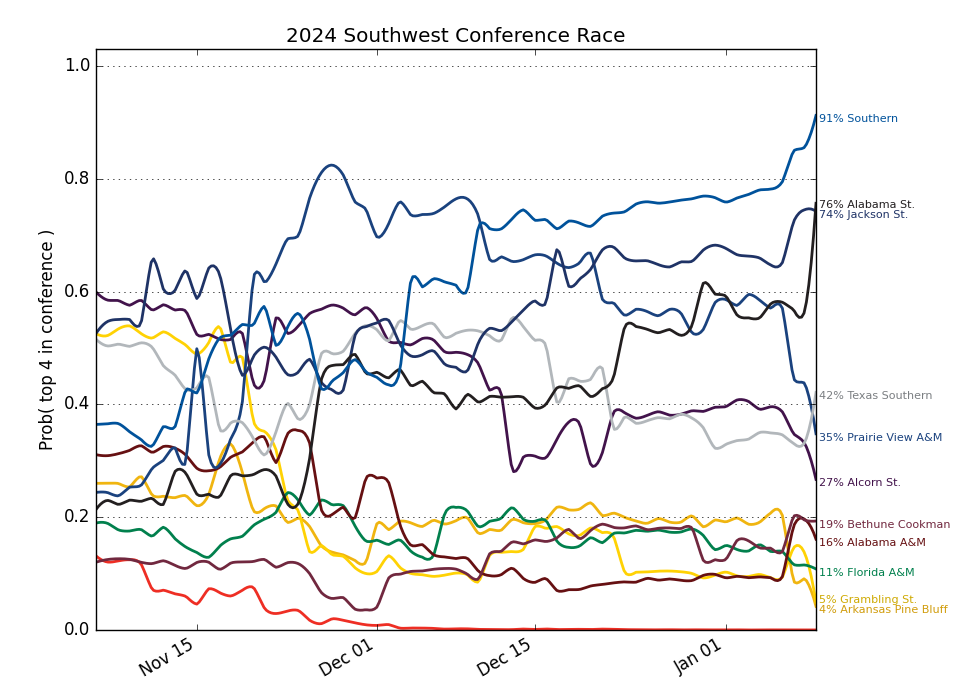 2024 Southwest Conference Race
Prob( top 4 in conference )
1.0
0.8
0.6
0.4
0.2
0.0
Nov 15
Dec 01
Dec 15
Jan 01
91% Southern
76% Alabama St.
74% Jackson St.
42% Texas Southern
35% Prairie View A&M
27% Alcorn St.
19% Bethune Cookman
16% Alabama A&M
11% Florida A&M
5% Grambling St.
4% Arkansas Pine Bluff